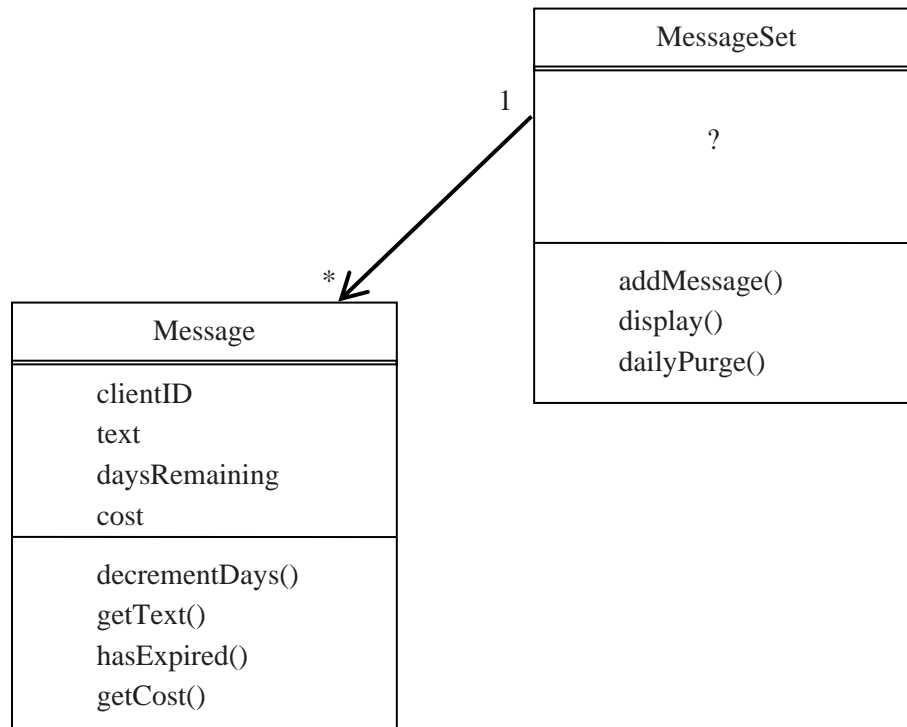 MessageSet
1
?
*
addMessage()
display()
dailyPurge()
Message
clientID
text
daysRemaining
cost
decrementDays()
getText()
hasExpired()
getCost()